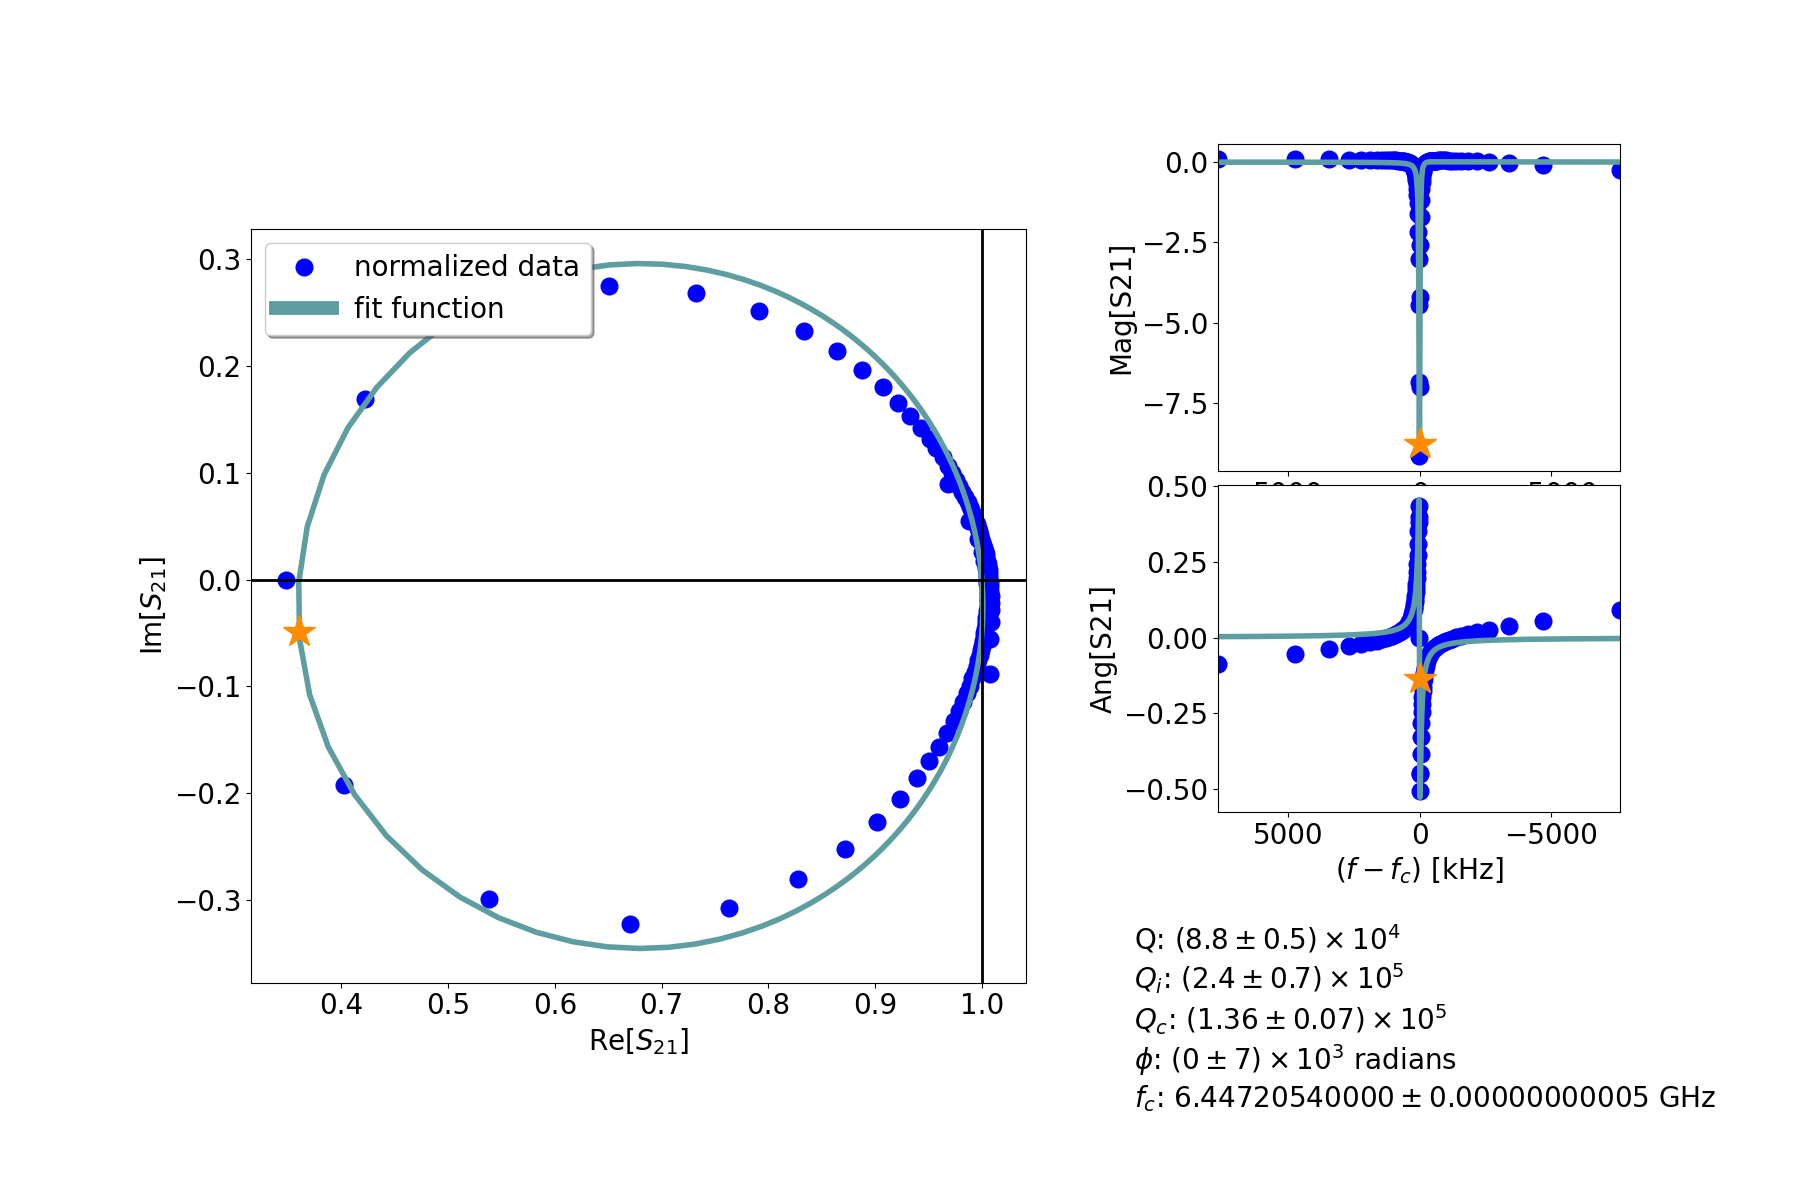 normalized data
fit function
0.3
0.2
0.1
0.0
−0.1
−0.2
−0.3
Im[S21]
0.4 0.5 0.6 0.7 0.8 0.9 1.0
Re[S21]
0.0
−2.5
−5.0
−7.5
Mag[S21]
5000 0 −5000
0.50
0.25
0.00
−0.25
−0.50
Ang[S21]
5000 0 −5000
(f − fc) [kHz]
Q: (8.8 ± 0.5) × 10^4
Qi: (2.4 ± 0.7) × 10^5
Qc: (1.36 ± 0.07) × 10^5
ϕ: (0 ± 7) × 10^3 radians
fc: 6.44720540000 ± 0.00000000005 GHz